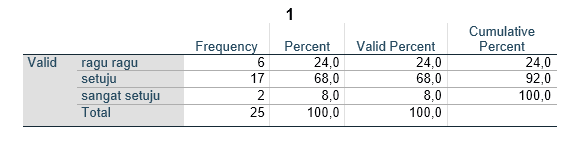 1
Frequency Percent Valid Percent Cumulative Percent
Valid ragu ragu 6 24,0 24,0 24,0
setuju 17 68,0 68,0 92,0
sangat setuju 2 8,0 8,0 100,0
Total 25 100,0 100,0